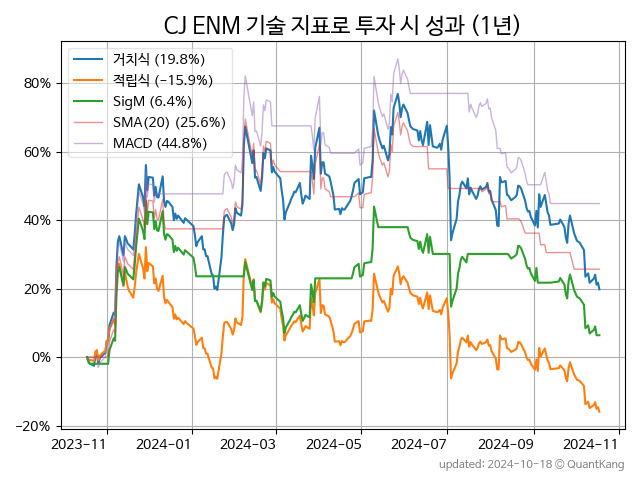 CJ ENM 기술 지표로 투자 시 성과 (1년)
거치식 (19.8%)
적립식 (−15.9%)
SigM (6.4%)
SMA(20) (25.6%)
MACD (44.8%)
80%
60%
40%
20%
0%
−20%
2023-11 2024-01 2024-03 2024-05 2024-07 2024-09 2024-11
updated: 2024-10-18 © QuantKang